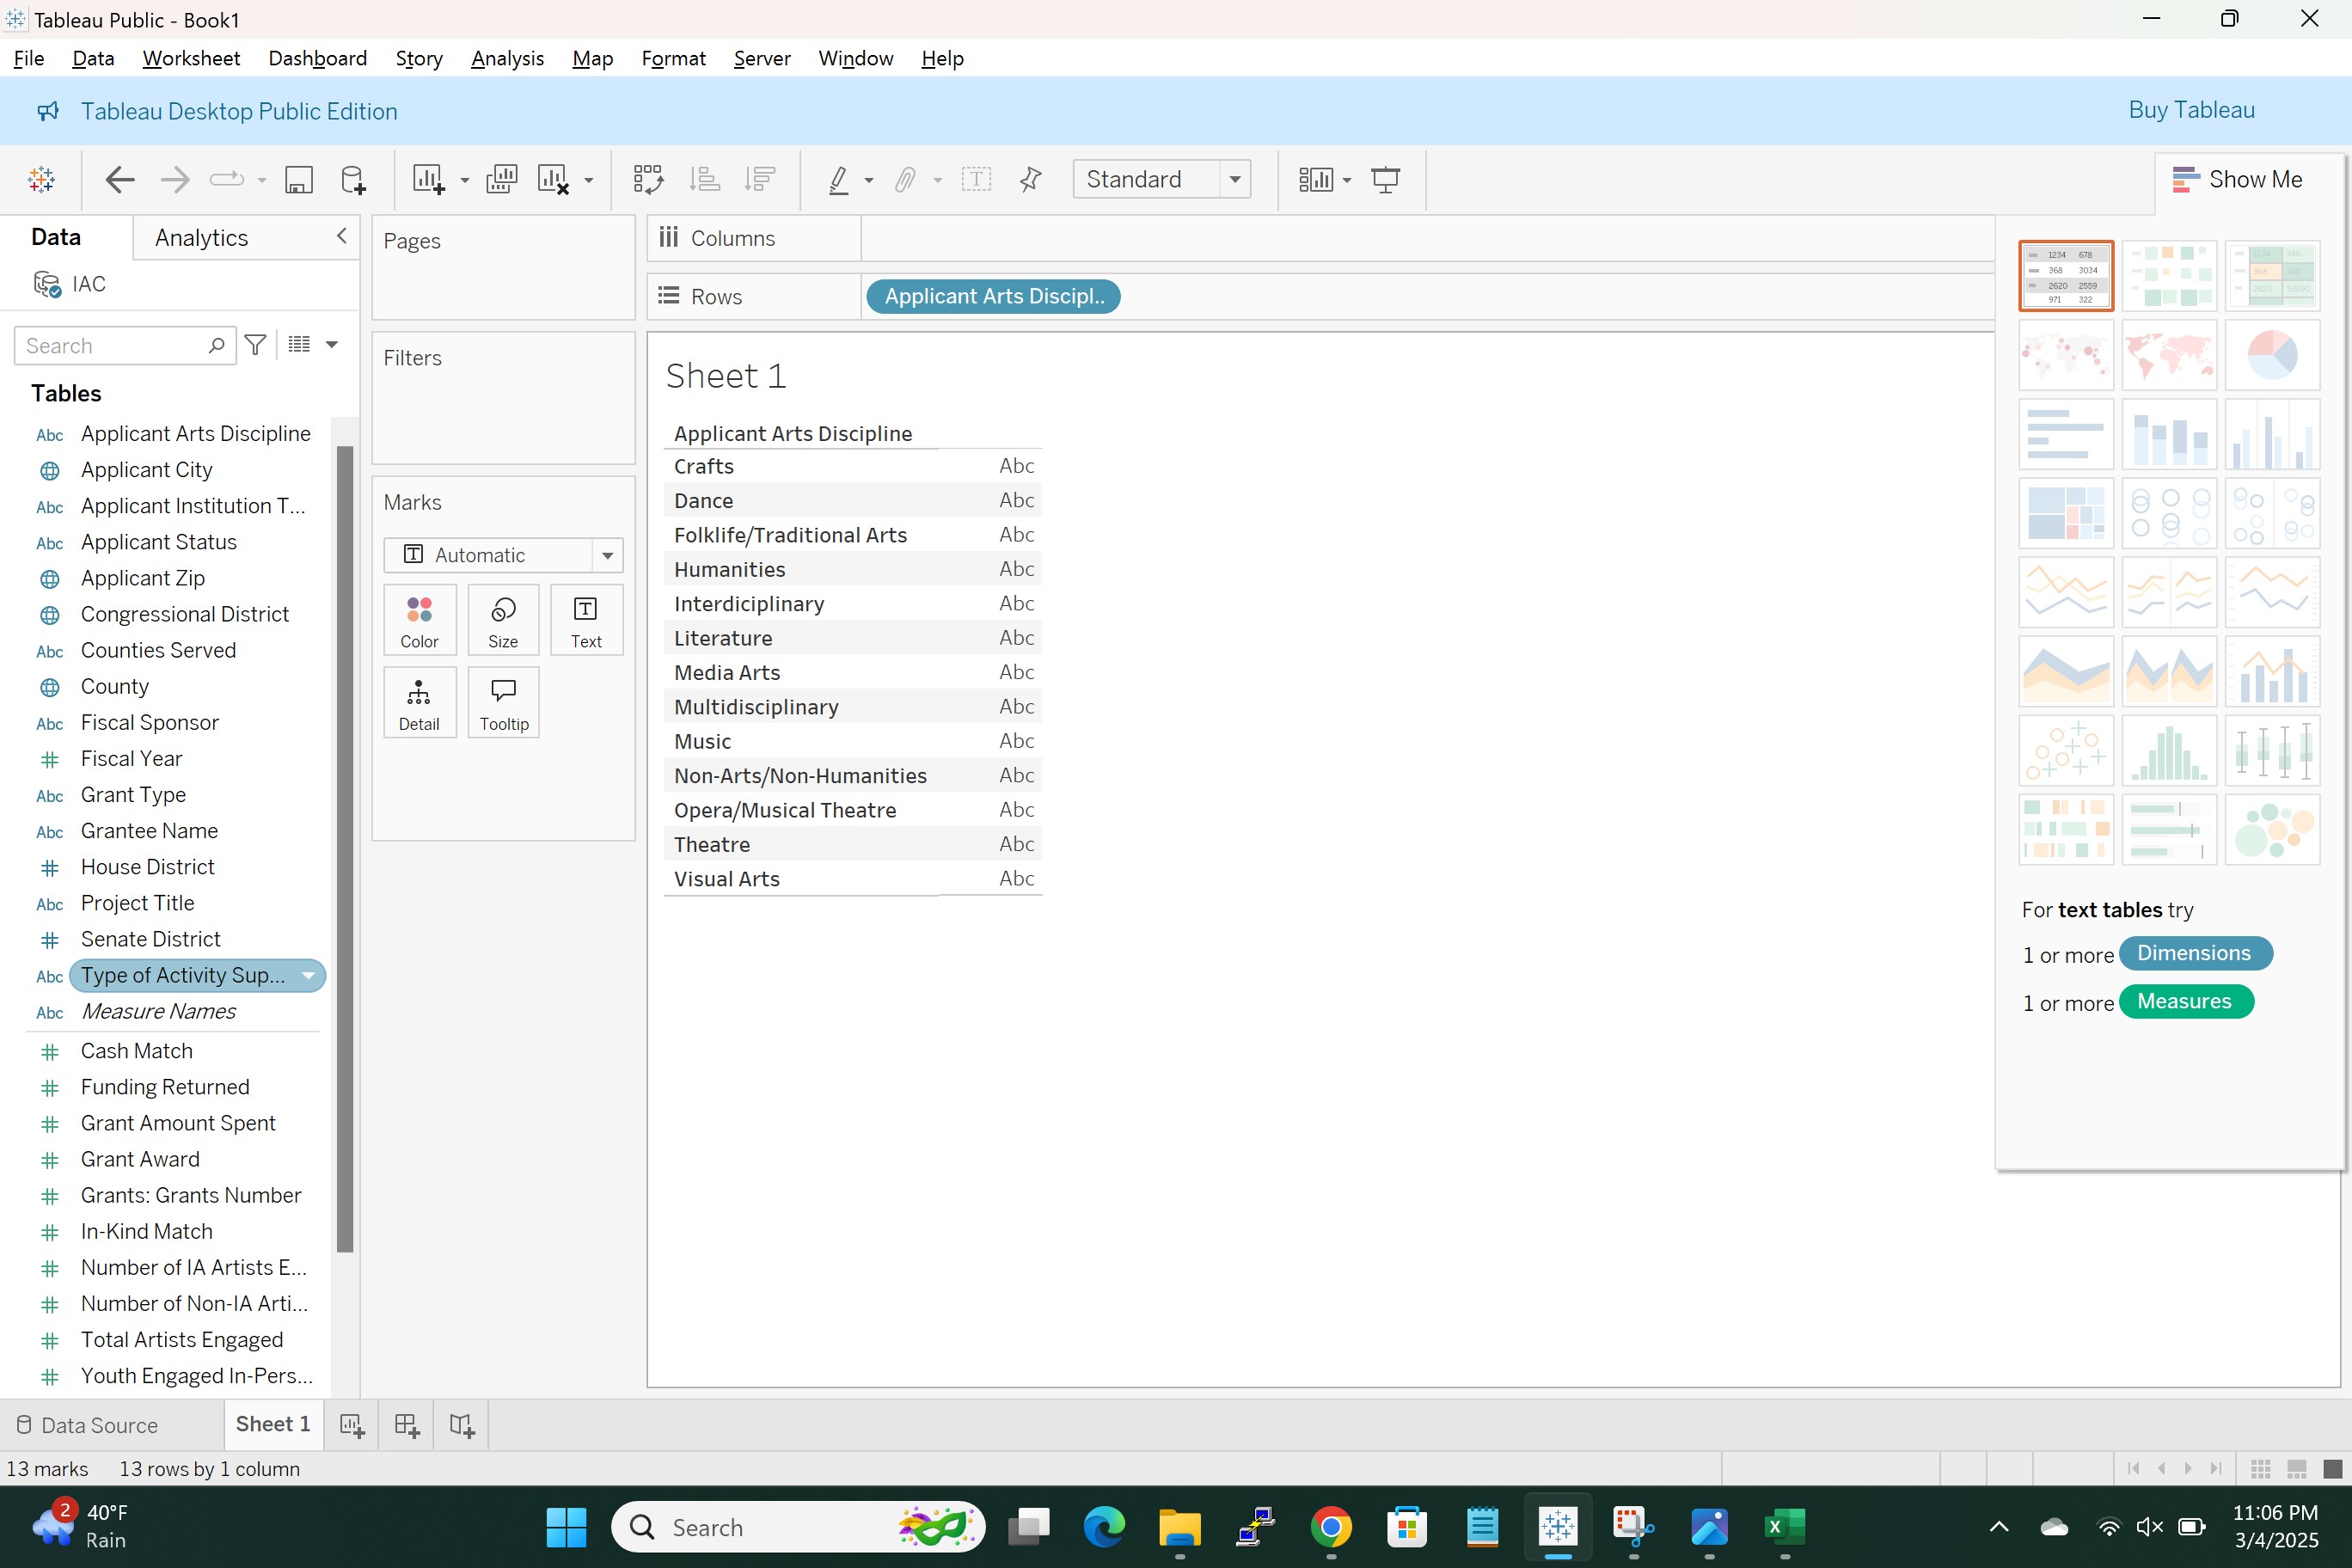 Tableau Public - Book1
File Data Worksheet Dashboard Story Analysis Map Format Server Window Help
Tableau Desktop Public Edition
Buy Tableau
Standard
Show Me
Data
Analytics
IAC
Search
Tables
Applicant Arts Discipline
Applicant City
Applicant Institution T...
Applicant Status
Applicant Zip
Congressional District
Counties Served
County
Fiscal Sponsor
Fiscal Year
Grant Type
Grantee Name
House District
Project Title
Senate District
Type of Activity Sup...
Measure Names
Cash Match
Funding Returned
Grant Amount Spent
Grant Award
Grants: Grants Number
In-Kind Match
Number of IA Artists E...
Number of Non-IA Arti...
Total Artists Engaged
Youth Engaged In-Pers...
Abc
Abc
Abc
Abc
Abc
Abc
Abc
Abc
Abc
Abc
Pages
Filters
Marks
Automatic
Color
Size
Text
Detail
Tooltip
Columns
Rows
Applicant Arts Discipl..
Sheet 1
Applicant Arts Discipline
Crafts Abc
Dance Abc
Folklife/Traditional Arts Abc
Humanities Abc
Interdiciplinary Abc
Literature Abc
Media Arts Abc
Multidisciplinary Abc
Music Abc
Non-Arts/Non-Humanities Abc
Opera/Musical Theatre Abc
Theatre Abc
Visual Arts Abc
1234 678
368 3034
2620 2559
971 322
For text tables try
1 or more Dimensions
1 or more Measures
Data Source
Sheet 1
13 marks 13 rows by 1 column
2
40°F
Rain
Search
11:06 PM
3/4/2025